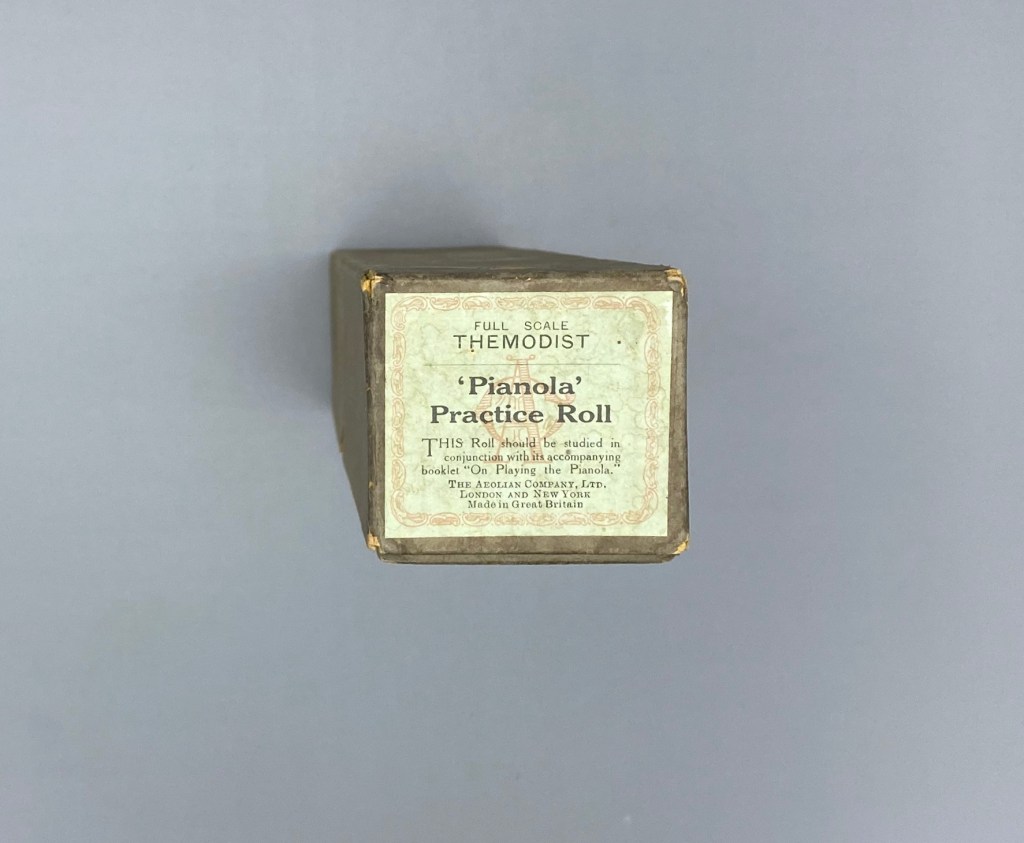 FULL SCALE
THEMODIST
'Pianola'
Practice Roll
THIS Roll should be studied in
conjunction with its accompanying
booklet "On Playing the Pianola."
THE AEOLIAN COMPANY, LTD.
LONDON AND NEW YORK
Made in Great Britain